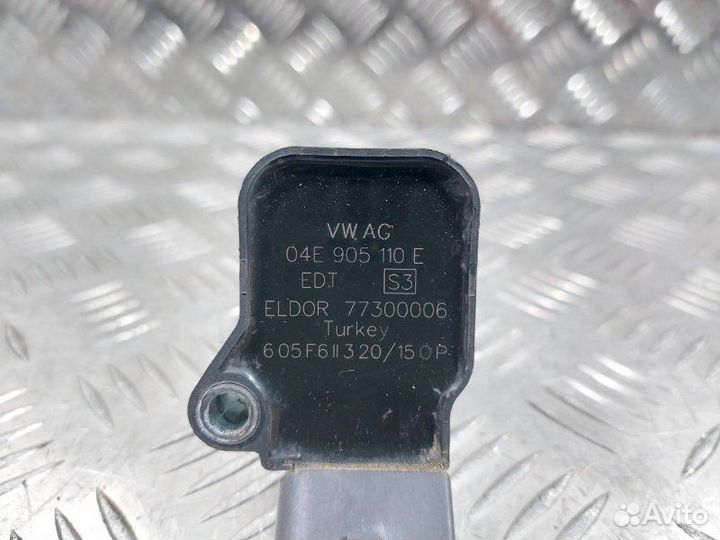 VW AG
04E 905 110 E
EDT S3
ELDOR 77300006
Turkey
605F611320/150P
Avito